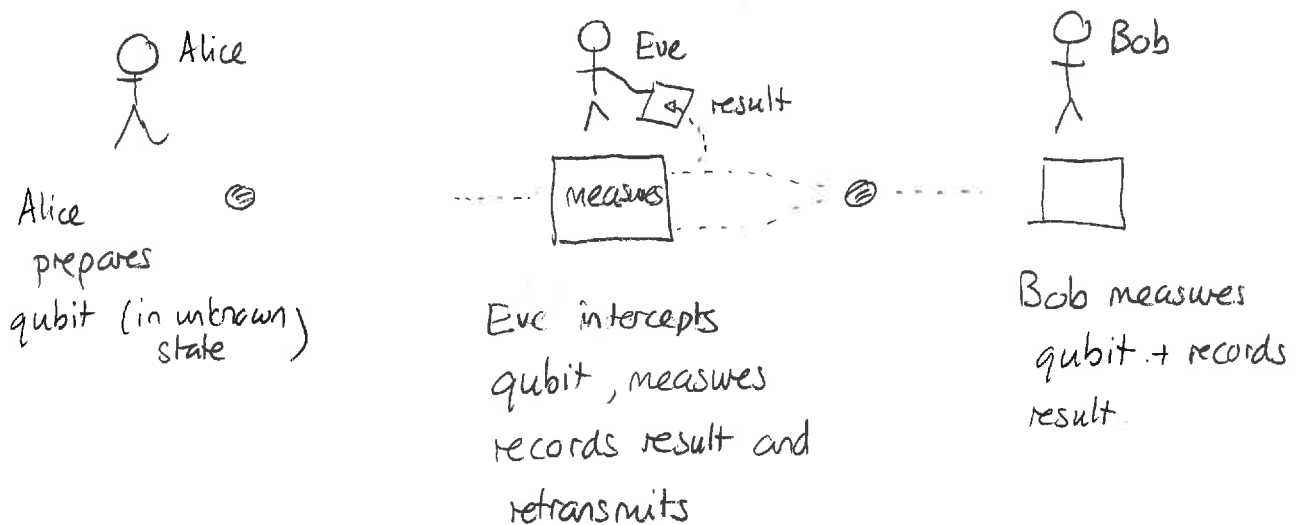 Alice
Eve
Bob
result
measures
Alice
prepares
qubit (in unknown
state)
Eve intercepts
qubit, measures
records result and
retransmits
Bob measures
qubit + records
result.